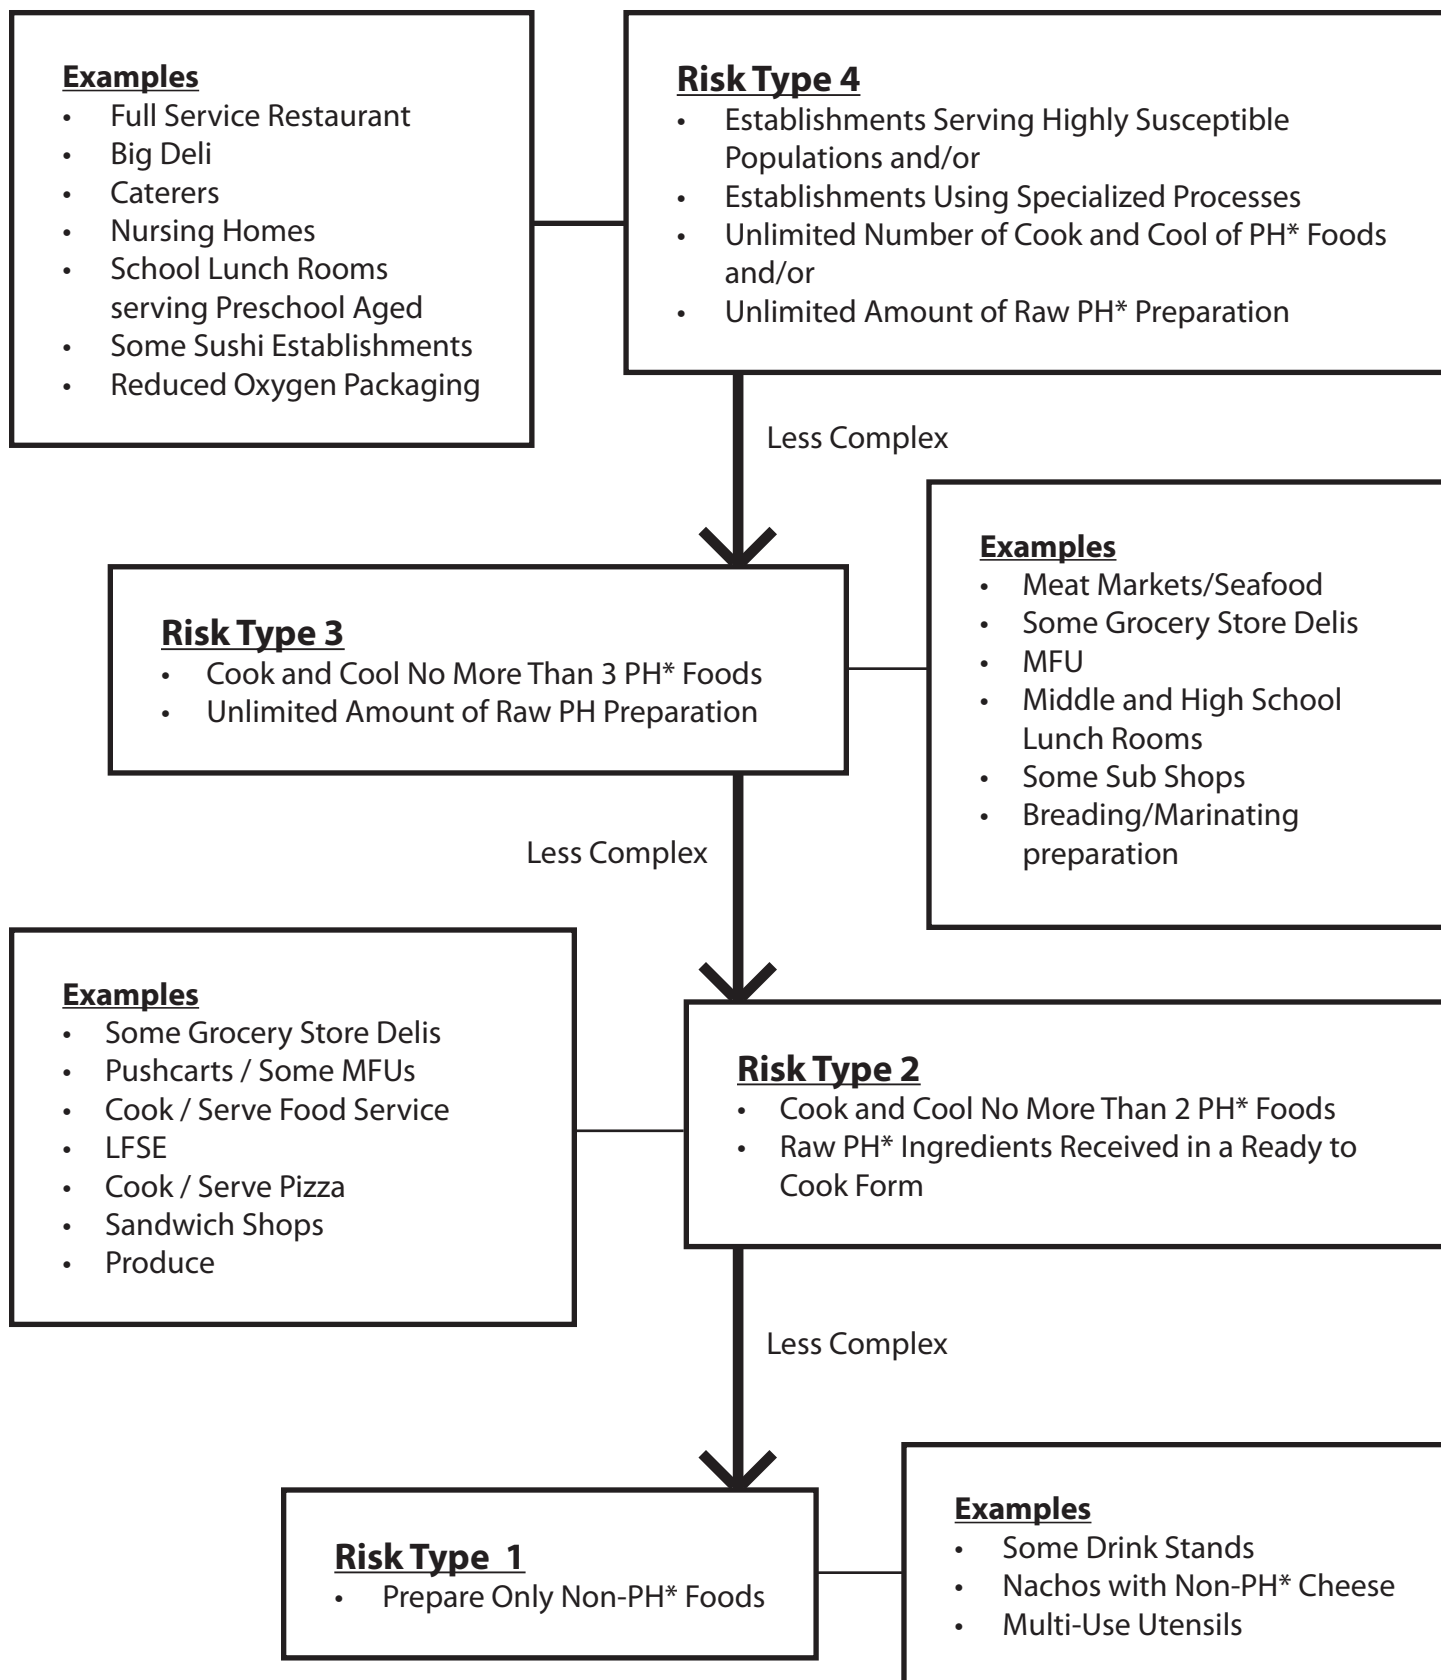 Examples
• Full Service Restaurant
• Big Deli
• Caterers
• Nursing Homes
• School Lunch Rooms
serving Preschool Aged
• Some Sushi Establishments
• Reduced Oxygen Packaging
Risk Type 4
• Establishments Serving Highly Susceptible
Populations and/or
• Establishments Using Specialized Processes
• Unlimited Number of Cook and Cool of PH* Foods
and/or
• Unlimited Amount of Raw PH* Preparation
Less Complex
Risk Type 3
• Cook and Cool No More Than 3 PH* Foods
• Unlimited Amount of Raw PH Preparation
Examples
• Meat Markets/Seafood
• Some Grocery Store Delis
• MFU
• Middle and High School
Lunch Rooms
• Some Sub Shops
• Breading/Marinating
preparation
Less Complex
Examples
• Some Grocery Store Delis
• Pushcarts / Some MFUs
• Cook / Serve Food Service
• LFSE
• Cook / Serve Pizza
• Sandwich Shops
• Produce
Risk Type 2
• Cook and Cool No More Than 2 PH* Foods
• Raw PH* Ingredients Received in a Ready to
Cook Form
Less Complex
Risk Type 1
• Prepare Only Non-PH* Foods
Examples
• Some Drink Stands
• Nachos with Non-PH* Cheese
• Multi-Use Utensils